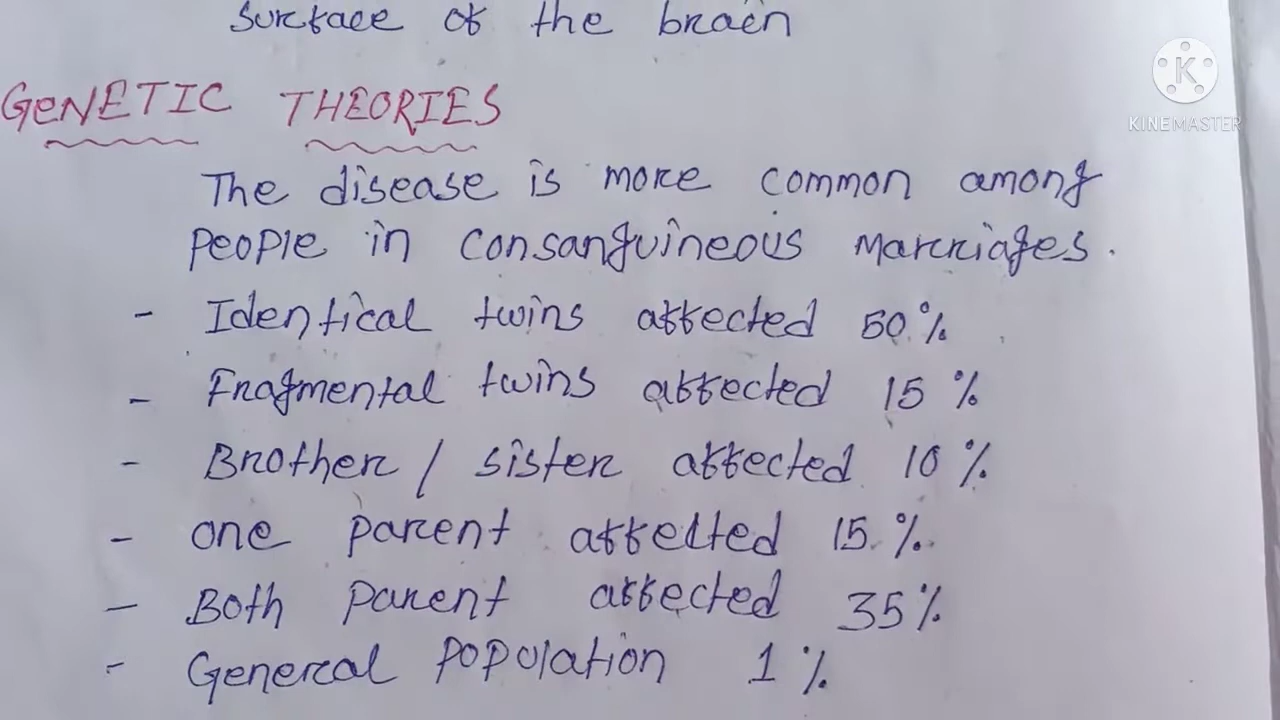 surface of the brain
GENETIC THEORIES
KINEMASTER
The disease is more common among
people in consanguineous marriages.
- Identical twins affected 50%
- Fragmental twins affected 15%
- Brother / sister affected 10%
- one parent affected 15%
- Both parent affected 35%
- General population 1%